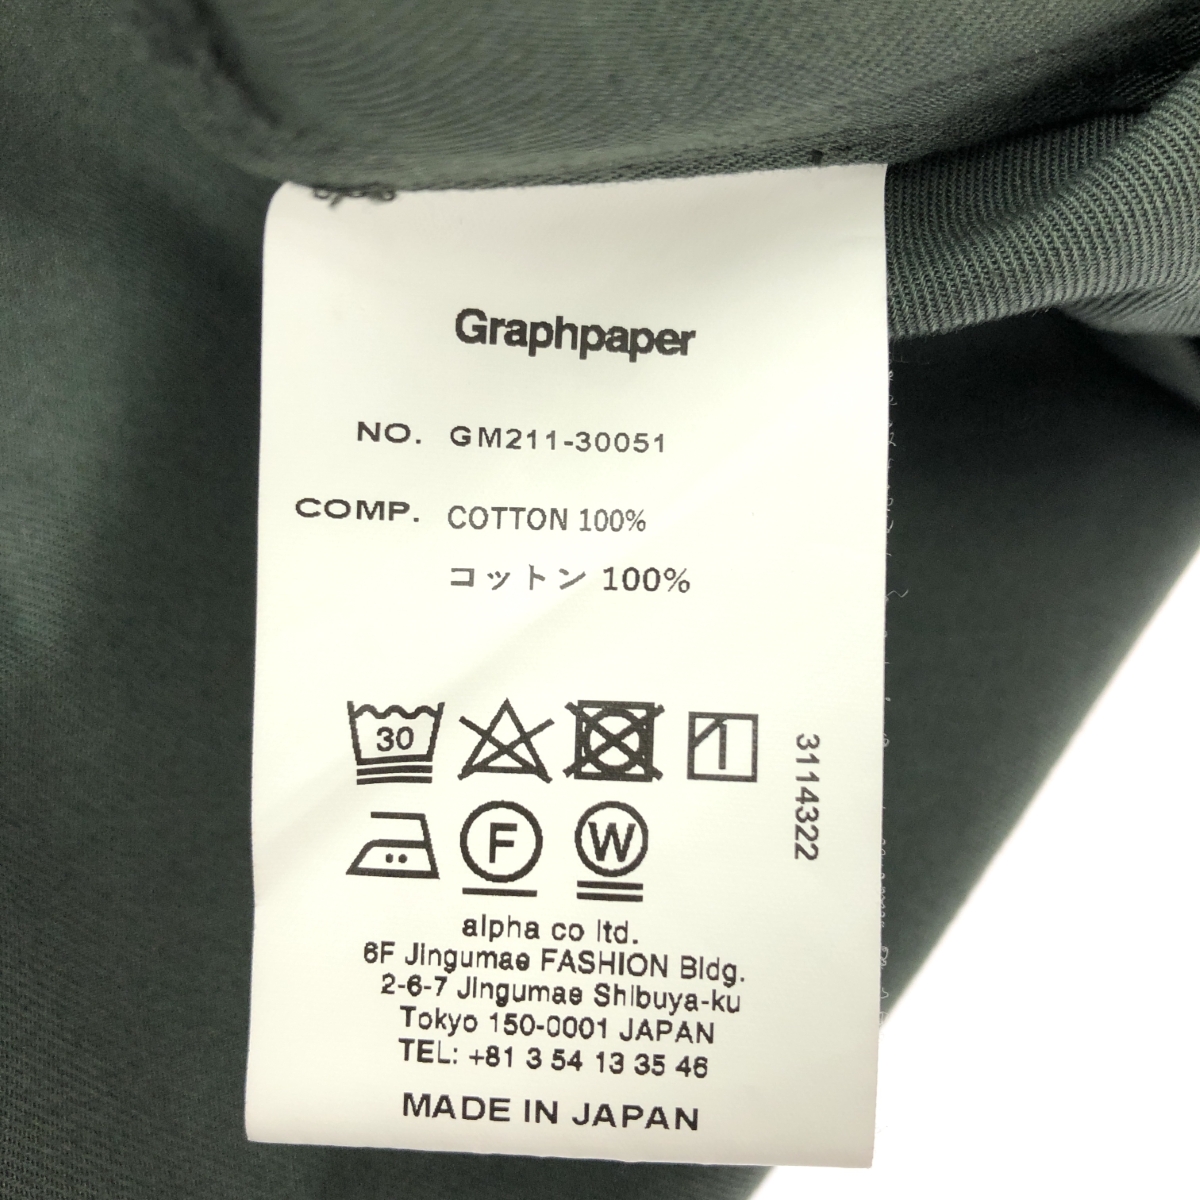 Graphpaper
NO. GM211-30051
COMP. COTTON 100%
コットン 100%
30
3114322
F W
alpha co ltd.
6F Jingumae FASHION Bldg.
2-6-7 Jingumae Shibuya-ku
Tokyo 150-0001 JAPAN
TEL: +81 3 54 13 35 46
MADE IN JAPAN